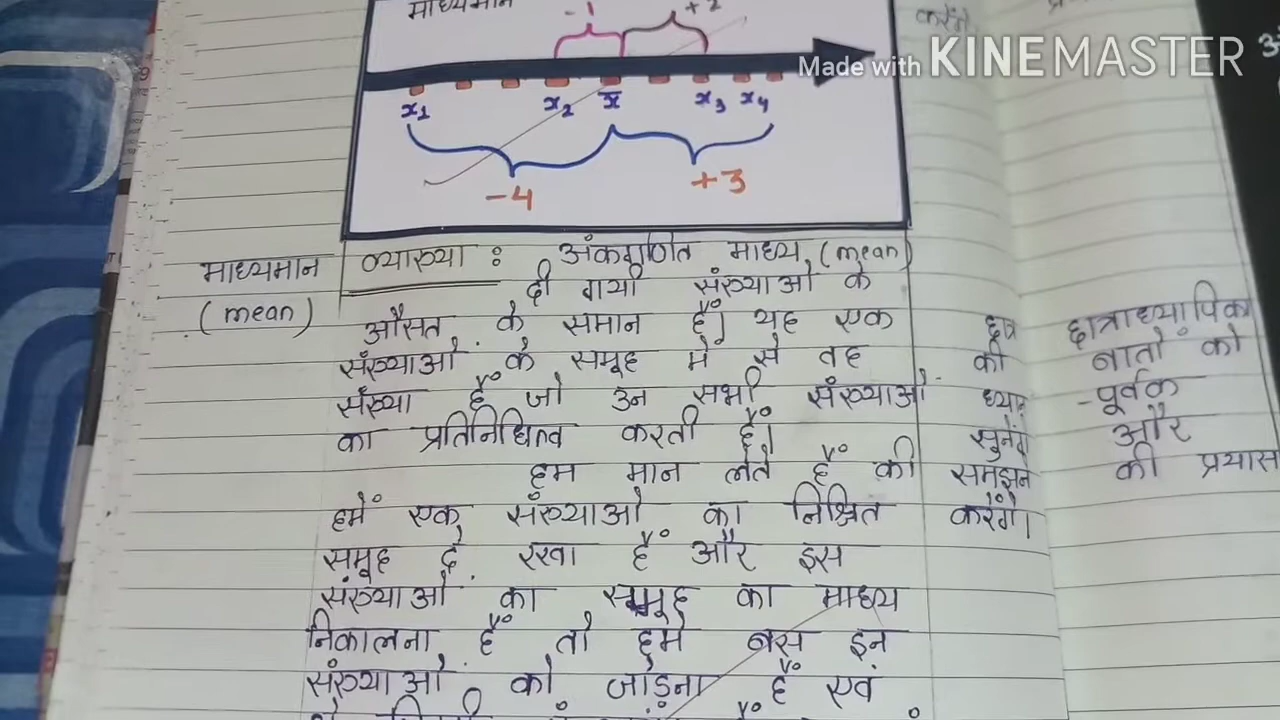 माध्यमान
-1
+2
x1 x2 x̄ x3 x4
-4
+3
माध्यमान
(mean)
व्याख्या : अंकगणित माध्य (mean)
दी गयी संख्याओं के
औसत के समान है। यह एक
संख्याओं के समूह में से वह
संख्या है जो उन सभी संख्याओं
का प्रतिनिधित्व करती है।
हम मान लेते है की
हमें एक संख्याओं का निश्चित
समूह दे रखा है और इस
संख्याओं का समूह का माध्य
निकालना है तो हमें बस इन
संख्याओं को जोड़ना है एवं
करेंगे
छात्र छात्राध्यापिका
की बातों को
ध्यान -पूर्वक
सुनेंगे और
समझने की प्रयास
करेंगे।
Made with KINEMASTER